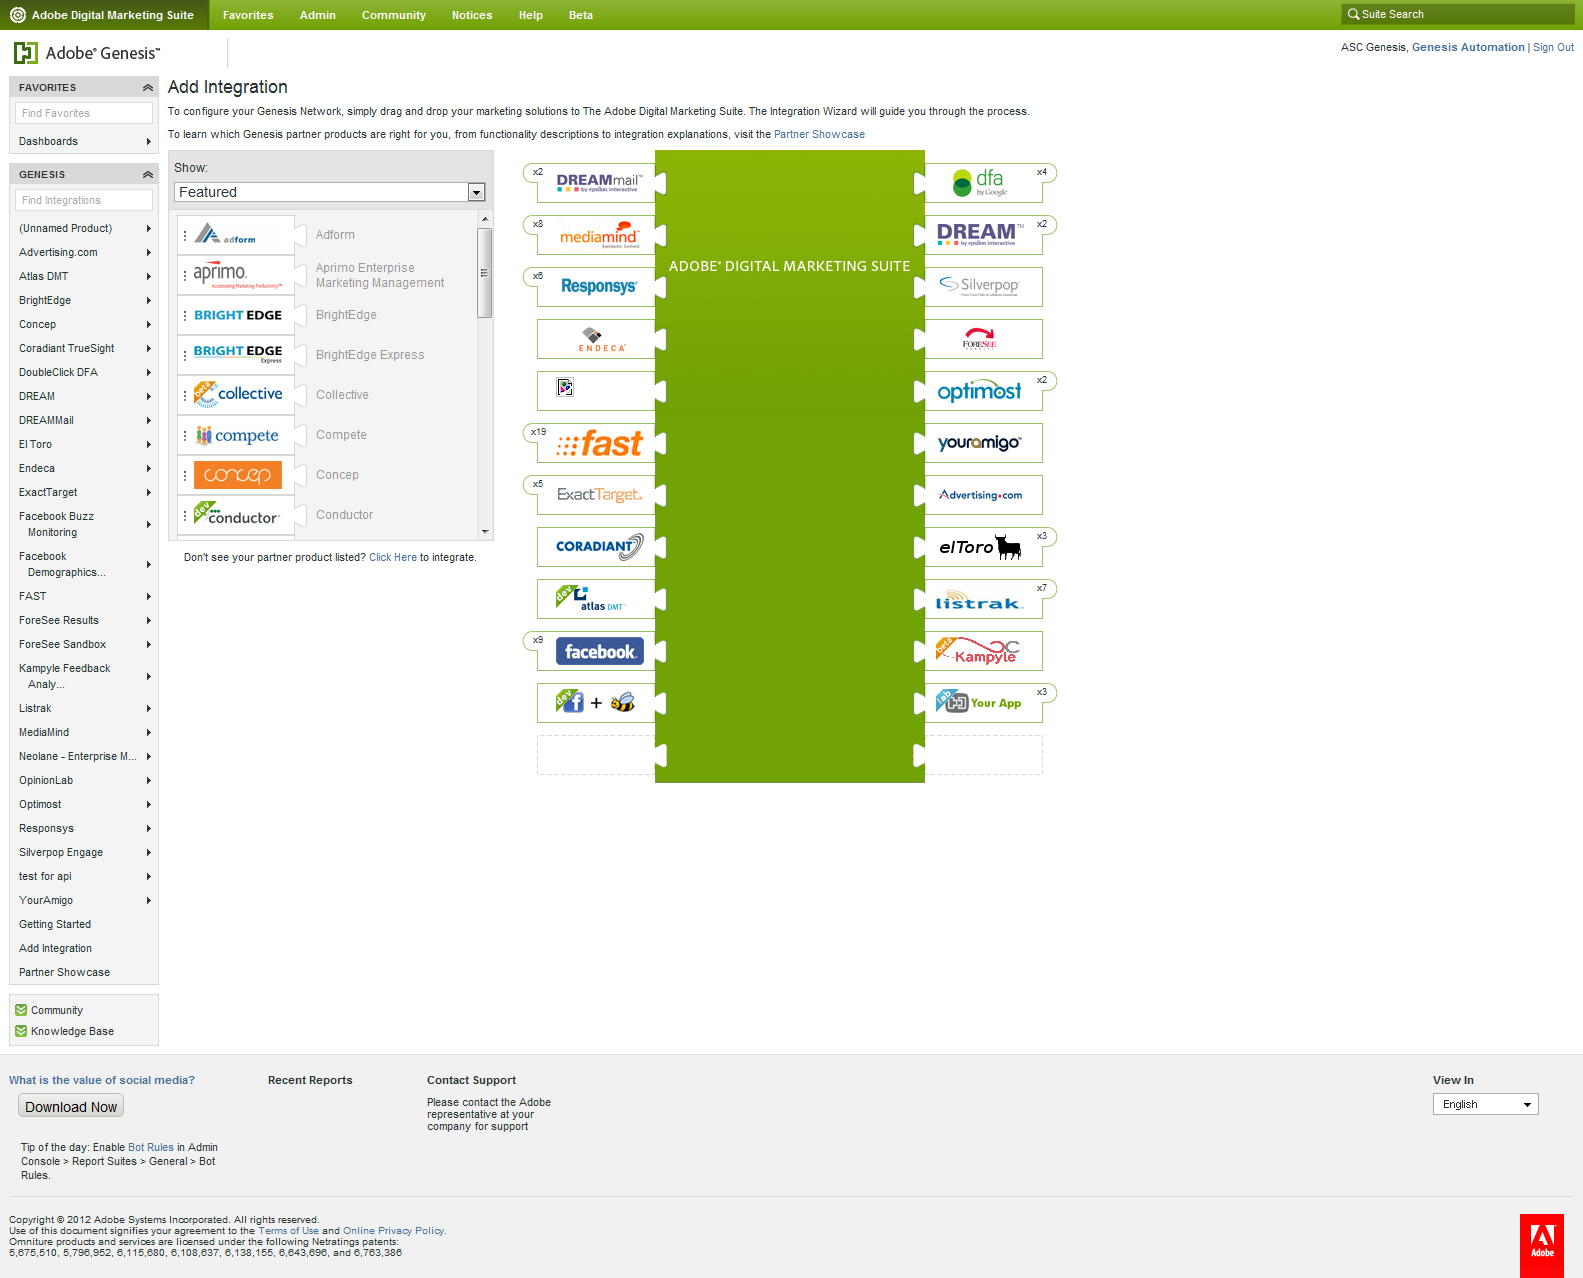 Adobe Digital Marketing Suite
Favorites
Admin
Community
Notices
Help
Beta
Suite Search
Adobe® Genesis™
ASC Genesis, Genesis Automation | Sign Out
FAVORITES
Find Favorites
Dashboards
GENESIS
Find Integrations
(Unnamed Product)
Advertising.com
Atlas DMT
BrightEdge
Concep
Coradiant TrueSight
DoubleClick DFA
DREAM
DREAMMail
El Toro
Endeca
ExactTarget
Facebook Buzz
Monitoring
Facebook
Demographics...
FAST
ForeSee Results
ForeSee Sandbox
Kampyle Feedback
Analy...
Listrak
MediaMind
Neolane - Enterprise M...
OpinionLab
Optimost
Responsys
Silverpop Engage
test for api
YourAmigo
Getting Started
Add Integration
Partner Showcase
Community
Knowledge Base
Add Integration
To configure your Genesis Network, simply drag and drop your marketing solutions to The Adobe Digital Marketing Suite. The Integration Wizard will guide you through the process.
To learn which Genesis partner products are right for you, from functionality descriptions to integration explanations, visit the Partner Showcase
Show:
Featured
adform
Adform
aprimo.
Accelerating Marketing Productivity™
Aprimo Enterprise
Marketing Management
BRIGHT EDGE
BrightEdge
BRIGHT EDGE
Express
BrightEdge Express
beta
collective
Collective
compete
Compete
concep
Concep
dev
conductor
Conductor
Don't see your partner product listed? Click Here to integrate.
x2
DREAMmail™
by epsilon interactive
x8
mediamind
x6
Responsys®
ENDECA
x19
fast
x5
ExactTarget.
CORADIANT
dev
atlas DMT™
x9
facebook.
dev
f +
ADOBE® DIGITAL MARKETING SUITE
dfa
by Google
x4
DREAM™
by epsilon interactive
x2
Silverpop
FORESEE
optimost
x2
youramigo™
Advertising.com
elToro
x3
listrak
x7
beta
Kampyle
lab
Your App
x3
What is the value of social media?
Download Now
Tip of the day: Enable Bot Rules in Admin
Console > Report Suites > General > Bot
Rules.
Recent Reports
Contact Support
Please contact the Adobe
representative at your
company for support
View In
English
Copyright © 2012 Adobe Systems Incorporated. All rights reserved.
Use of this document signifies your agreement to the Terms of Use and Online Privacy Policy.
Omniture products and services are licensed under the following Netratings patents:
5,675,510, 5,796,952, 6,115,680, 6,108,637, 6,138,155, 6,643,696, and 6,763,386
Adobe